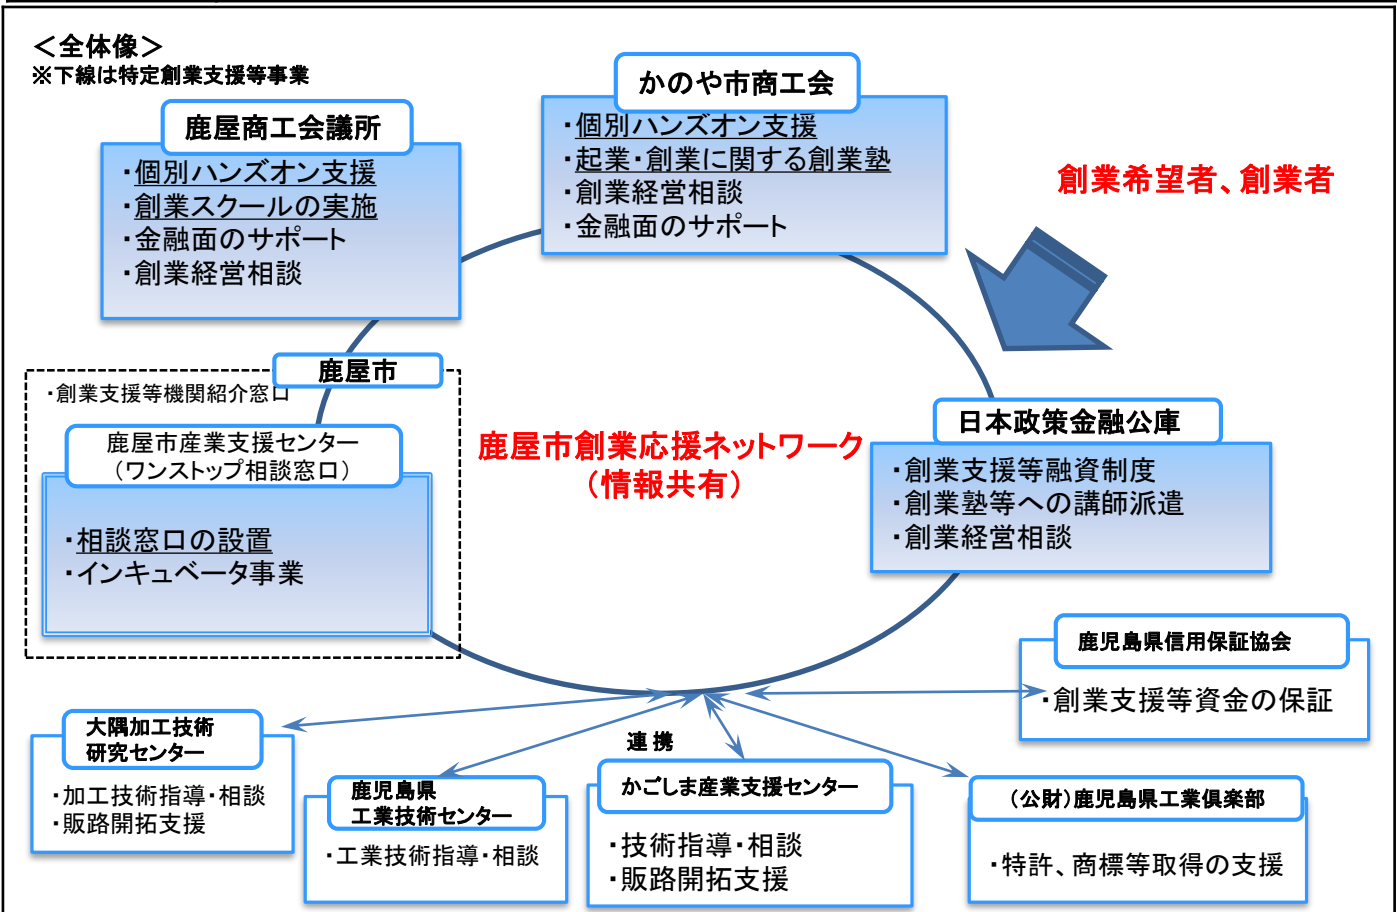 ＜全体像＞
※下線は特定創業支援等事業
かのや市商工会
・個別ハンズオン支援
・起業・創業に関する創業塾
・創業経営相談
・金融面のサポート
鹿屋商工会議所
・個別ハンズオン支援
・創業スクールの実施
・金融面のサポート
・創業経営相談
創業希望者、創業者
鹿屋市
・創業支援等機関紹介窓口
鹿屋市産業支援センター
（ワンストップ相談窓口）
・相談窓口の設置
・インキュベータ事業
鹿屋市創業応援ネットワーク
（情報共有）
日本政策金融公庫
・創業支援等融資制度
・創業塾等への講師派遣
・創業経営相談
鹿児島県信用保証協会
・創業支援等資金の保証
連携
大隅加工技術
研究センター
・加工技術指導・相談
・販路開拓支援
鹿児島県
工業技術センター
・工業技術指導・相談
かごしま産業支援センター
・技術指導・相談
・販路開拓支援
（公財）鹿児島県工業倶楽部
・特許、商標等取得の支援